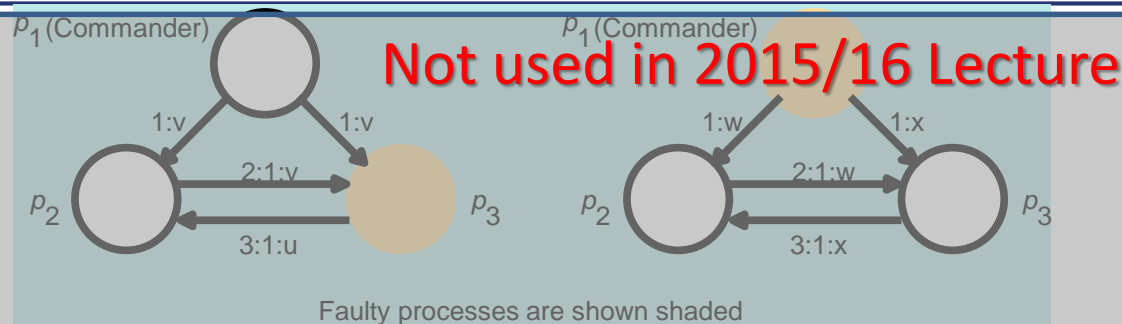 p1(Commander)
p1(Commander)
Not used in 2015/16 Lecture
1:v
1:v
1:w
1:x
2:1:v
2:1:w
p2
p3
p2
p3
3:1:u
3:1:x
Faulty processes are shown shaded